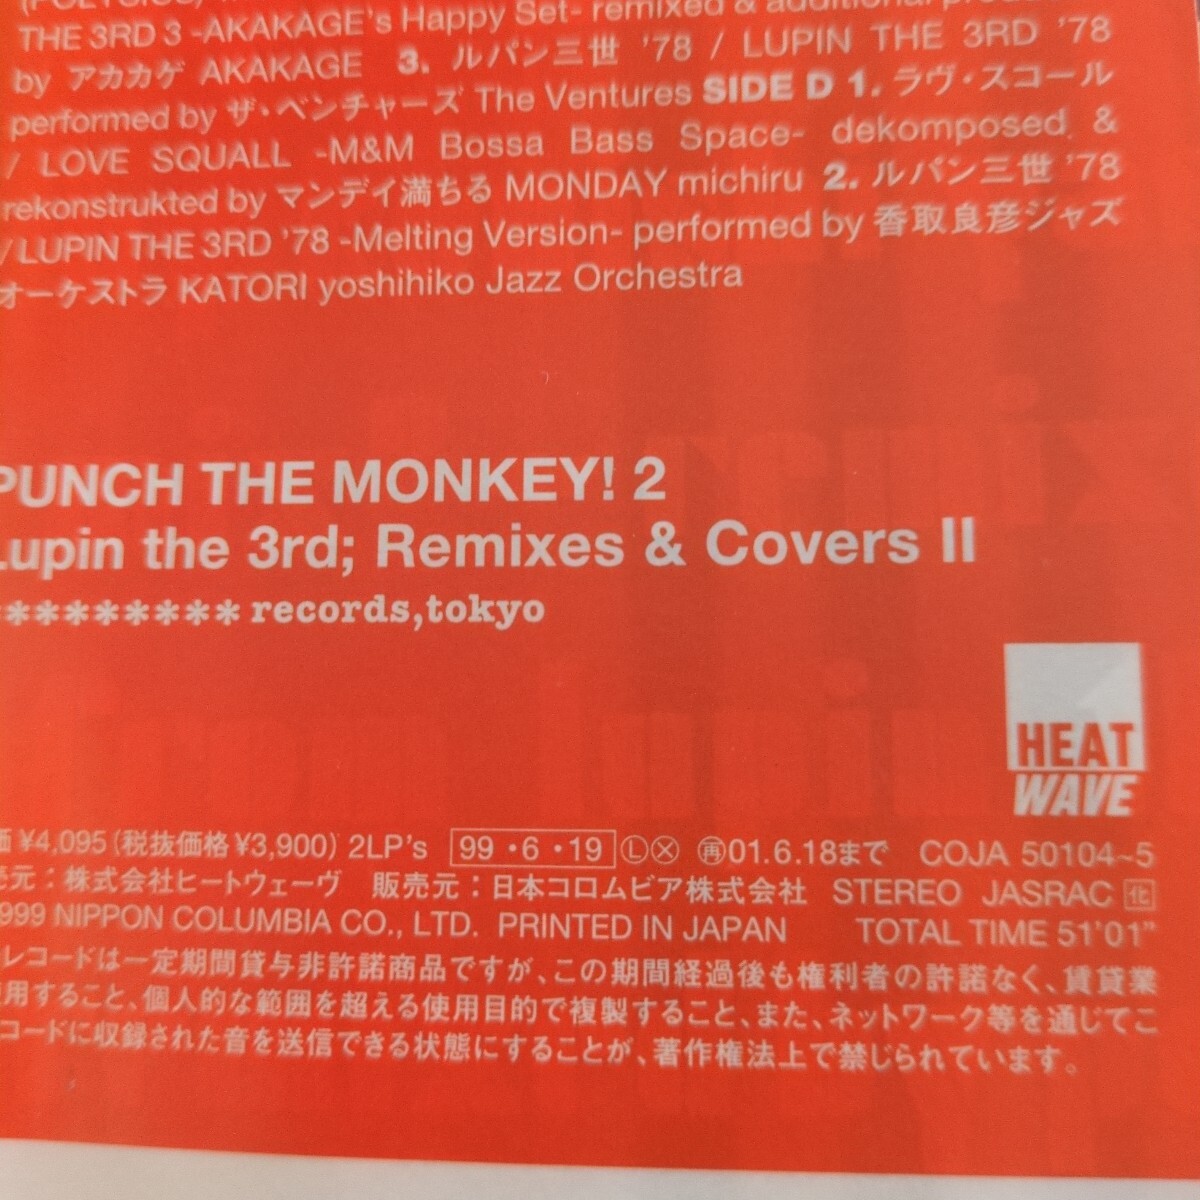 THE 3RD 3 -AKAKAGE's Happy Set- remixed & additional
by アカカゲ AKAKAGE 3. ルパン三世 '78 / LUPIN THE 3RD '78
performed by ザ・ベンチャーズ The Ventures SIDE D 1. ラヴ・スコール
/ LOVE SQUALL -M&M Bossa Bass Space- dekomposed &
rekonstrukted by マンデイ満ちる MONDAY michiru 2. ルパン三世 '78
/ LUPIN THE 3RD '78 -Melting Version- performed by 香取良彦ジャズ
オーケストラ KATORI yoshihiko Jazz Orchestra
PUNCH THE MONKEY! 2
Lupin the 3rd; Remixes & Covers II
********* records,tokyo
HEAT
WAVE
価 ¥4,095 (税抜価格 ¥3,900) 2LP's 99・6・19 Ⓛ Ⓧ ㊢01.6.18まで COJA 50104~5
売元：株式会社ヒートウェーヴ 販売元：日本コロムビア株式会社 STEREO JASRAC
1999 NIPPON COLUMBIA CO., LTD. PRINTED IN JAPAN TOTAL TIME 51'01"
レコードは一定期間貸与非許諾商品ですが、この期間経過後も権利者の許諾なく、賃貸業
使用すること、個人的な範囲を超える使用目的で複製すること、また、ネットワーク等を通じてこ
コードに収録された音を送信できる状態にすることが、著作権法上で禁じられています。